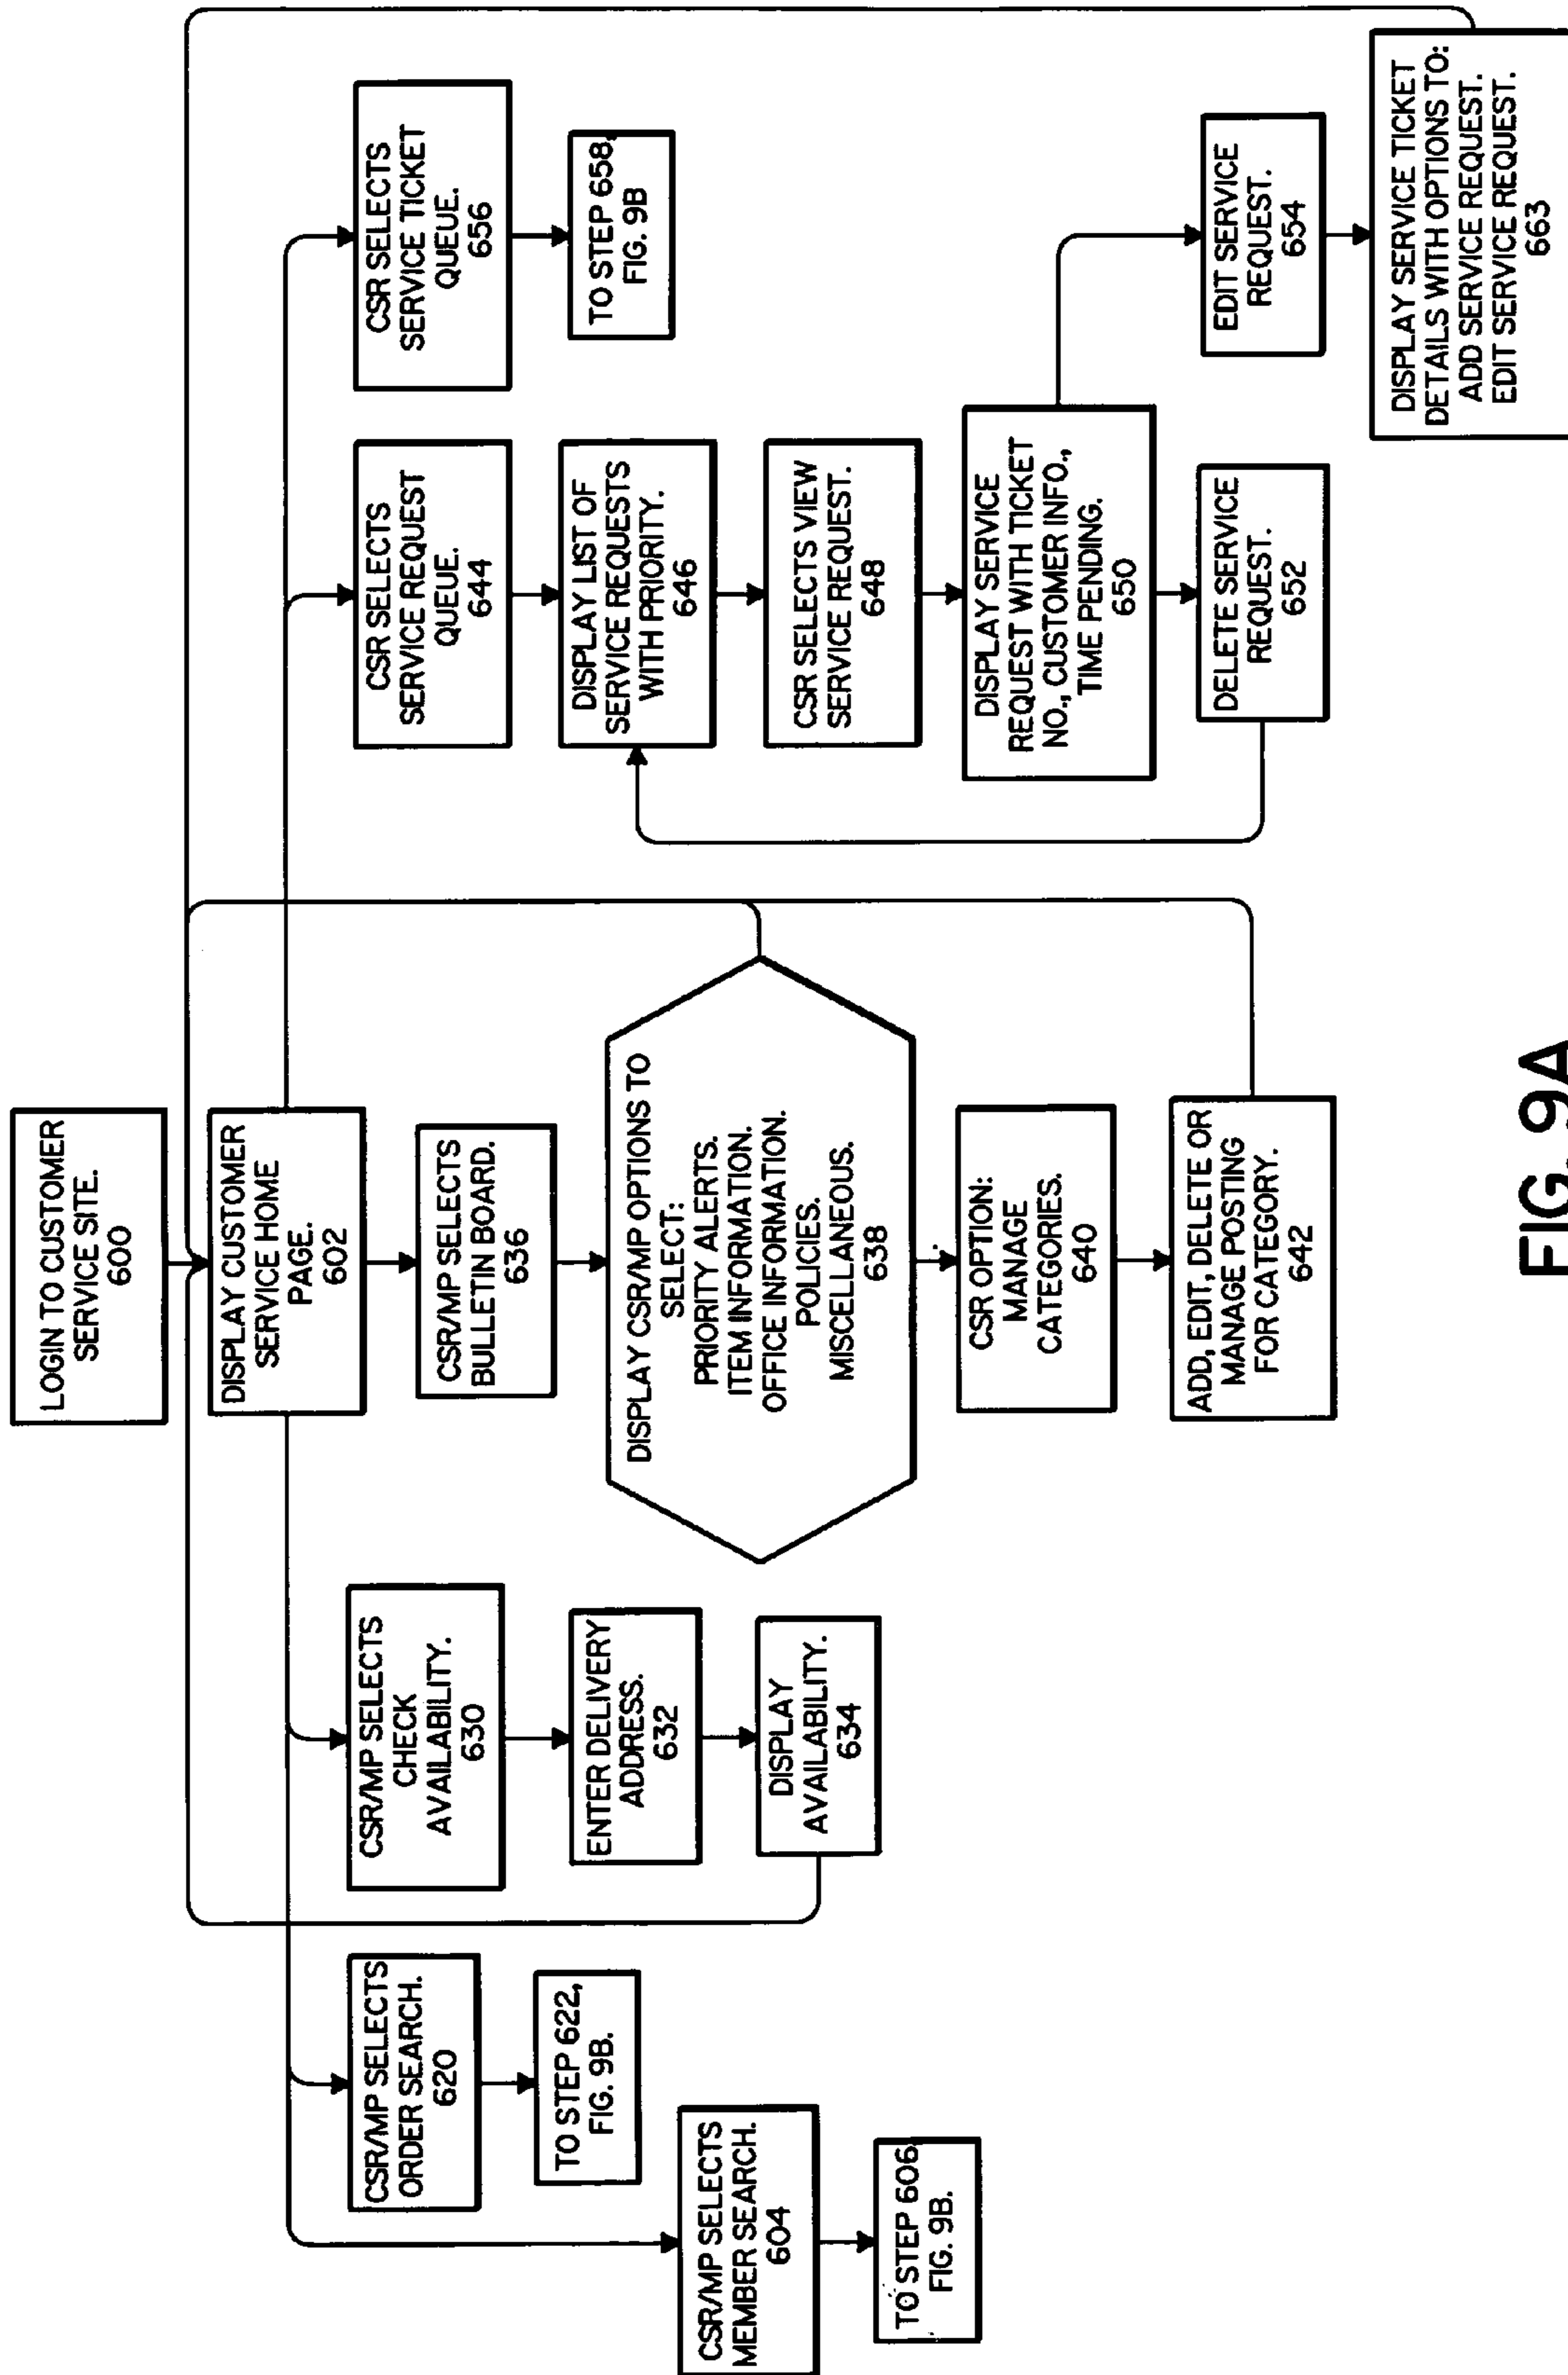 LOGIN TO CUSTOMER
SERVICE SITE.
600
DISPLAY CUSTOMER
SERVICE HOME
PAGE.
602
CSR/MP SELECTS
MEMBER SEARCH.
604
TO STEP 606
FIG. 9B.
CSR/MP SELECTS
ORDER SEARCH.
620
TO STEP 622,
FIG. 9B.
CSR/MP SELECTS
CHECK
AVAILABILITY.
630
ENTER DELIVERY
ADDRESS.
632
DISPLAY
AVAILABILITY.
634
CSR/MP SELECTS
BULLETIN BOARD.
636
DISPLAY CSR/MP OPTIONS TO
SELECT:
PRIORITY ALERTS.
ITEM INFORMATION.
OFFICE INFORMATION.
POLICIES.
MISCELLANEOUS.
638
CSR OPTION:
MANAGE
CATEGORIES.
640
ADD, EDIT, DELETE OR
MANAGE POSTING
FOR CATEGORY.
642
CSR SELECTS
SERVICE REQUEST
QUEUE.
644
DISPLAY LIST OF
SERVICE REQUESTS
WITH PRIORITY.
646
CSR SELECTS VIEW
SERVICE REQUEST.
648
DISPLAY SERVICE
REQUEST WITH TICKET
NO., CUSTOMER INFO.,
TIME PENDING.
650
DELETE SERVICE
REQUEST.
652
EDIT SERVICE
REQUEST.
654
CSR SELECTS
SERVICE TICKET
QUEUE.
656
TO STEP 658,
FIG. 9B
DISPLAY SERVICE TICKET
DETAILS WITH OPTIONS TO:
ADD SERVICE REQUEST.
EDIT SERVICE REQUEST.
663
FIG. 9A